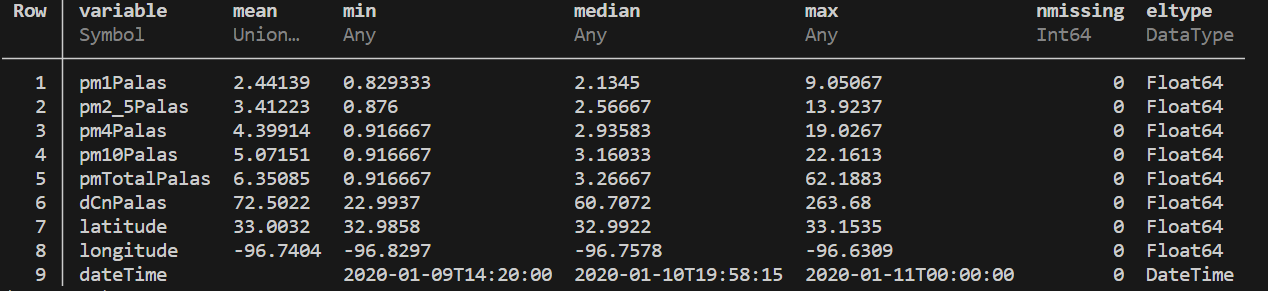 Row variable mean min median max nmissing eltype
Symbol Union… Any Any Any Int64 DataType
1 pm1Palas 2.44139 0.829333 2.1345 9.05067 0 Float64
2 pm2_5Palas 3.41223 0.876 2.56667 13.9237 0 Float64
3 pm4Palas 4.39914 0.916667 2.93583 19.0267 0 Float64
4 pm10Palas 5.07151 0.916667 3.16033 22.1613 0 Float64
5 pmTotalPalas 6.35085 0.916667 3.26667 62.1883 0 Float64
6 dCnPalas 72.5022 22.9937 60.7072 263.68 0 Float64
7 latitude 33.0032 32.9858 32.9922 33.1535 0 Float64
8 longitude -96.7404 -96.8297 -96.7578 -96.6309 0 Float64
9 dateTime 2020-01-09T14:20:00 2020-01-10T19:58:15 2020-01-11T00:00:00 0 DateTime